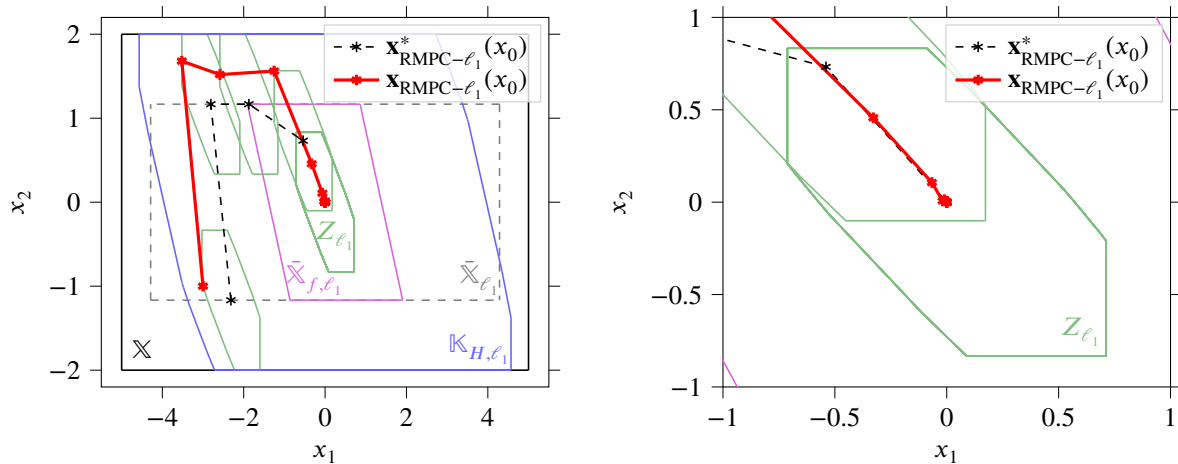 x*RMPC−ℓ1(x0)
xRMPC−ℓ1(x0)
2
1
0
−1
−2
x2
Zℓ1
X̄f,ℓ1
X̄ℓ1
𝕏
𝕂H,ℓ1
−4
−2
0
2
4
x1
x*RMPC−ℓ1(x0)
xRMPC−ℓ1(x0)
1
0.5
0
−0.5
−1
x2
Zℓ1
−1
−0.5
0
0.5
1
x1